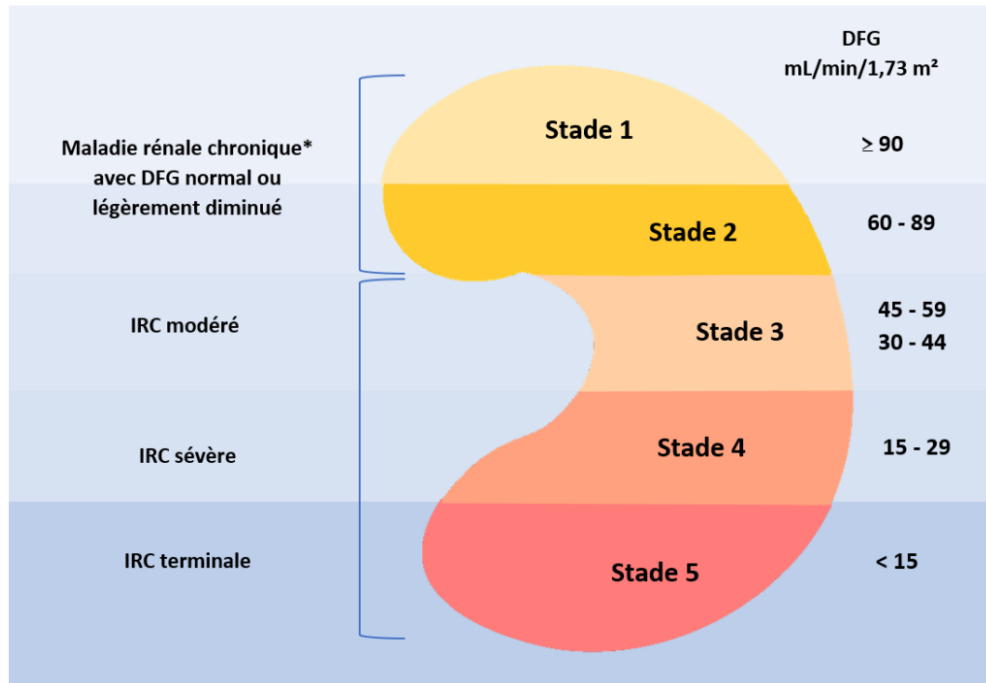 DFG
mL/min/1,73 m²
Maladie rénale chronique*
avec DFG normal ou
légèrement diminué
Stade 1
≥ 90
Stade 2
60 - 89
IRC modéré
Stade 3
45 - 59
30 - 44
IRC sévère
Stade 4
15 - 29
IRC terminale
Stade 5
< 15